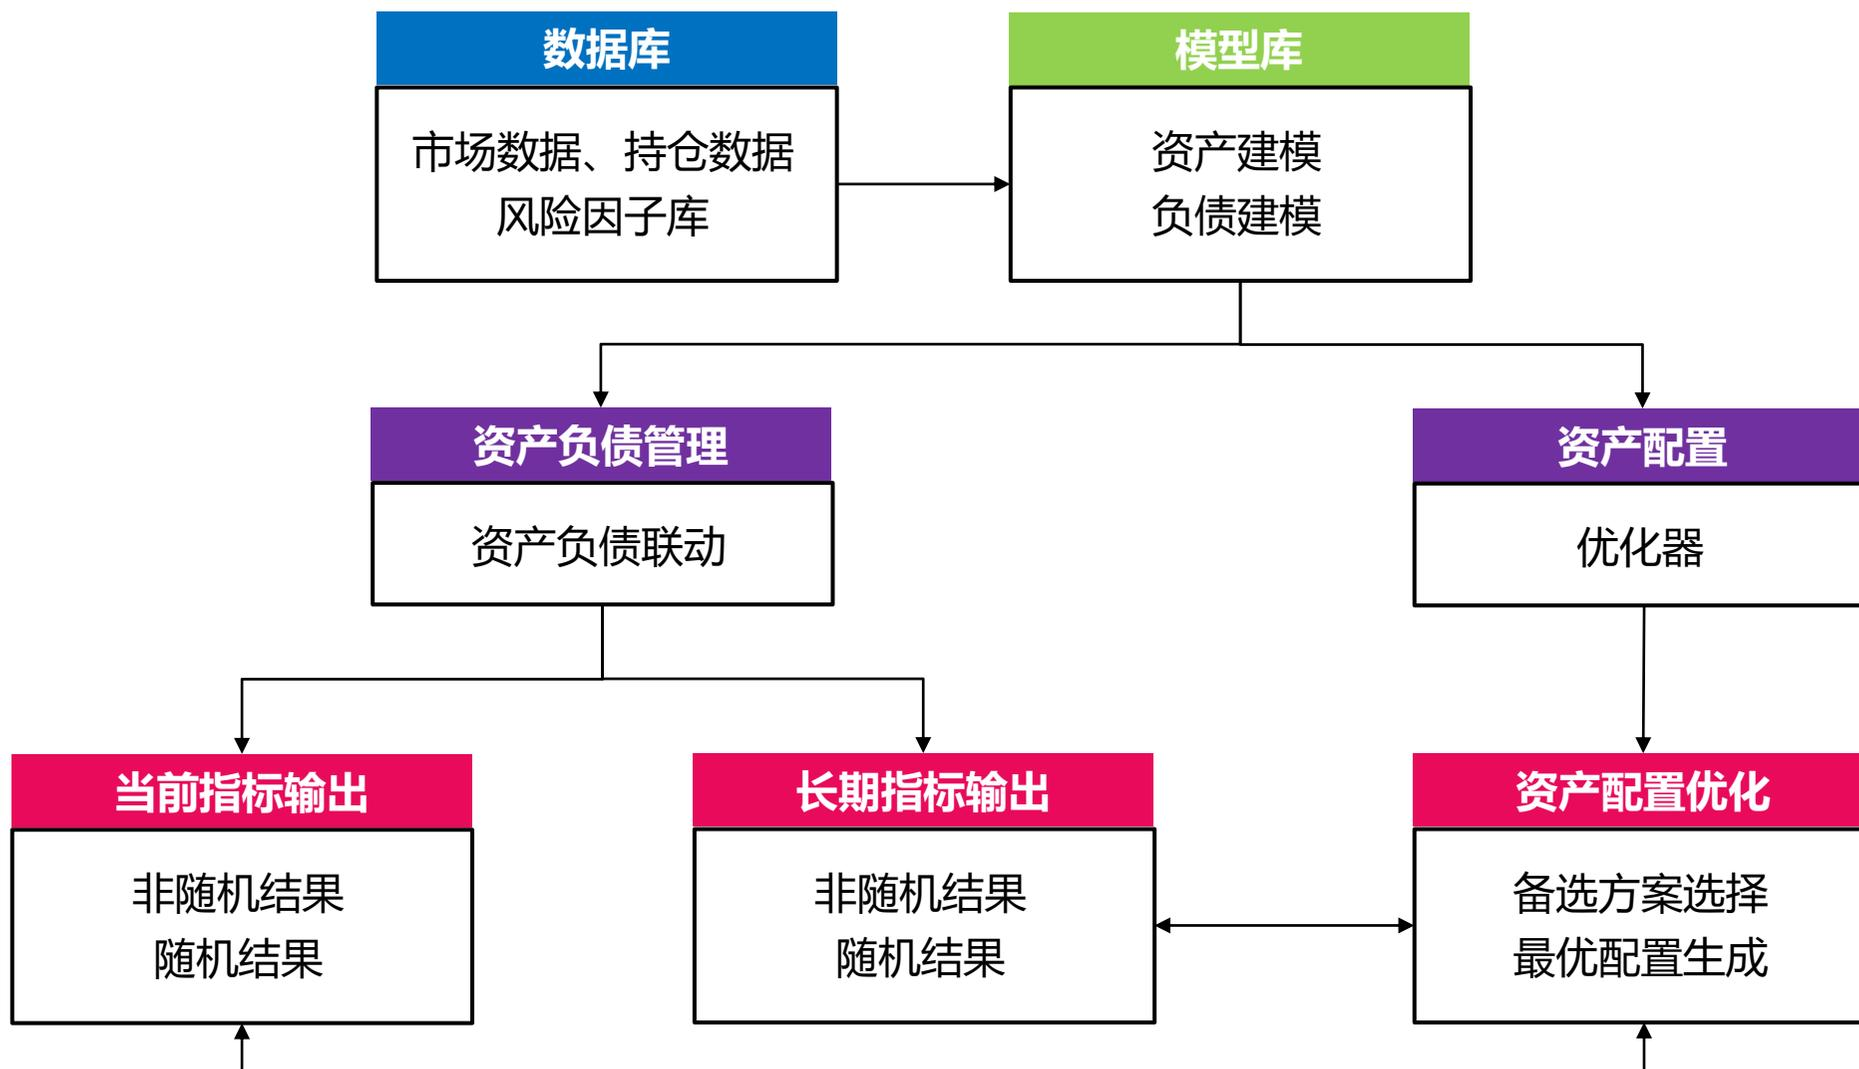 数据库
市场数据、持仓数据
风险因子库
模型库
资产建模
负债建模
资产负债管理
资产负债联动
资产配置
优化器
当前指标输出
非随机结果
随机结果
长期指标输出
非随机结果
随机结果
资产配置优化
备选方案选择
最优配置生成